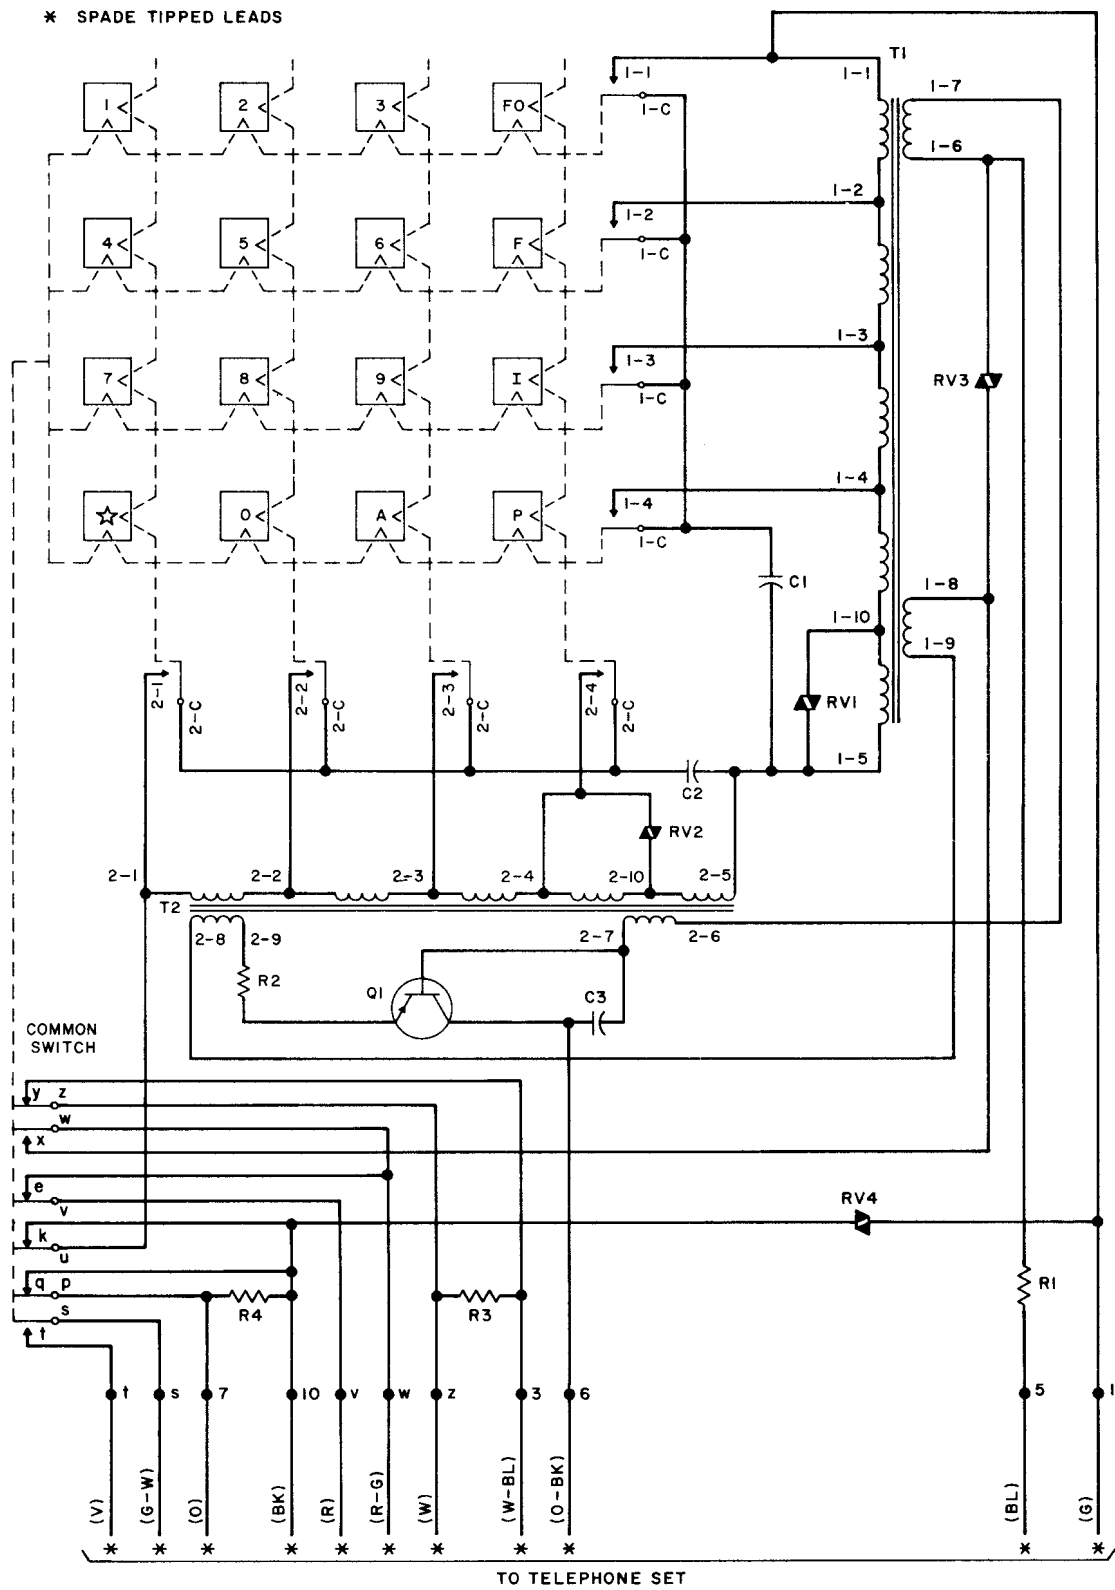 * SPADE TIPPED LEADS
T1
1-1
1-1
1-7
1
2
3
FO
1-C
1-6
1-2
1-2
4
5
6
F
1-C
1-3
1-3
7
8
9
I
1-C
RV3
1-4
1-4
☆
0
A
P
1-C
C1
1-8
1-10
1-9
2-1
2-C
2-2
2-C
2-3
2-C
2-4
2-C
RV1
1-5
C2
RV2
2-1
2-2
2-3
2-4
2-10
2-5
T2
2-8
2-9
2-7
2-6
R2
Q1
C3
COMMON
SWITCH
y z
w
x
e
v
RV4
k
u
q p
R4
R3
R1
s
t
t
s
7
10
v
w
z
3
6
5
1
(V)
(G-W)
(O)
(BK)
(R)
(R-G)
(W)
(W-BL)
(O-BK)
(BL)
(G)
* * * * * * * * * * *
TO TELEPHONE SET